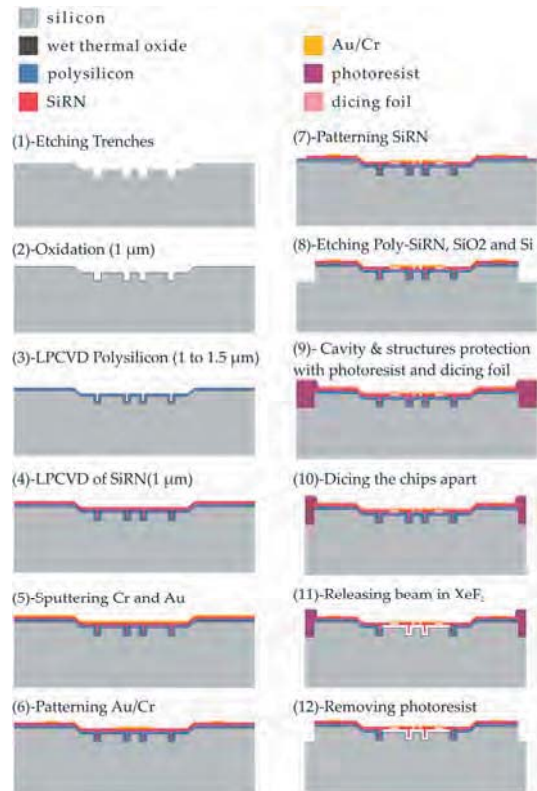 silicon
wet thermal oxide
polysilicon
SiRN
Au/Cr
photoresist
dicing foil
(1)-Etching Trenches
(2)-Oxidation (1 μm)
(3)-LPCVD Polysilicon (1 to 1.5 μm)
(4)-LPCVD of SiRN(1 μm)
(5)-Sputtering Cr and Au
(6)-Patterning Au/Cr
(7)-Patterning SiRN
(8)-Etching Poly-SiRN, SiO2 and Si
(9)- Cavity & structures protection
with photoresist and dicing foil
(10)-Dicing the chips apart
(11)-Releasing beam in XeF₂
(12)-Removing photoresist